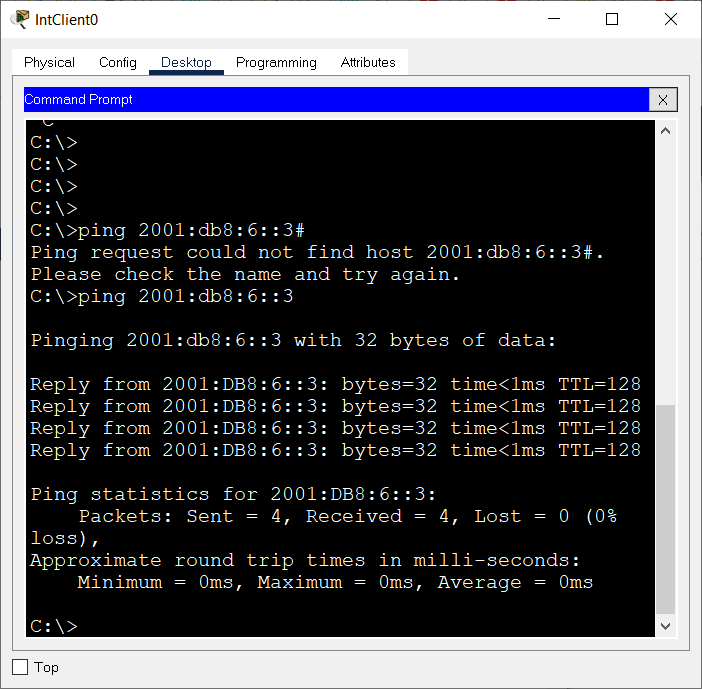 IntClient0
Physical Config Desktop Programming Attributes
Command Prompt X
C:\>
C:\>
C:\>
C:\>
C:\>ping 2001:db8:6::3#
Ping request could not find host 2001:db8:6::3#.
Please check the name and try again.
C:\>ping 2001:db8:6::3
Pinging 2001:db8:6::3 with 32 bytes of data:
Reply from 2001:DB8:6::3: bytes=32 time<1ms TTL=128
Reply from 2001:DB8:6::3: bytes=32 time<1ms TTL=128
Reply from 2001:DB8:6::3: bytes=32 time<1ms TTL=128
Reply from 2001:DB8:6::3: bytes=32 time<1ms TTL=128
Ping statistics for 2001:DB8:6::3:
Packets: Sent = 4, Received = 4, Lost = 0 (0%
loss),
Approximate round trip times in milli-seconds:
Minimum = 0ms, Maximum = 0ms, Average = 0ms
C:\>
Top